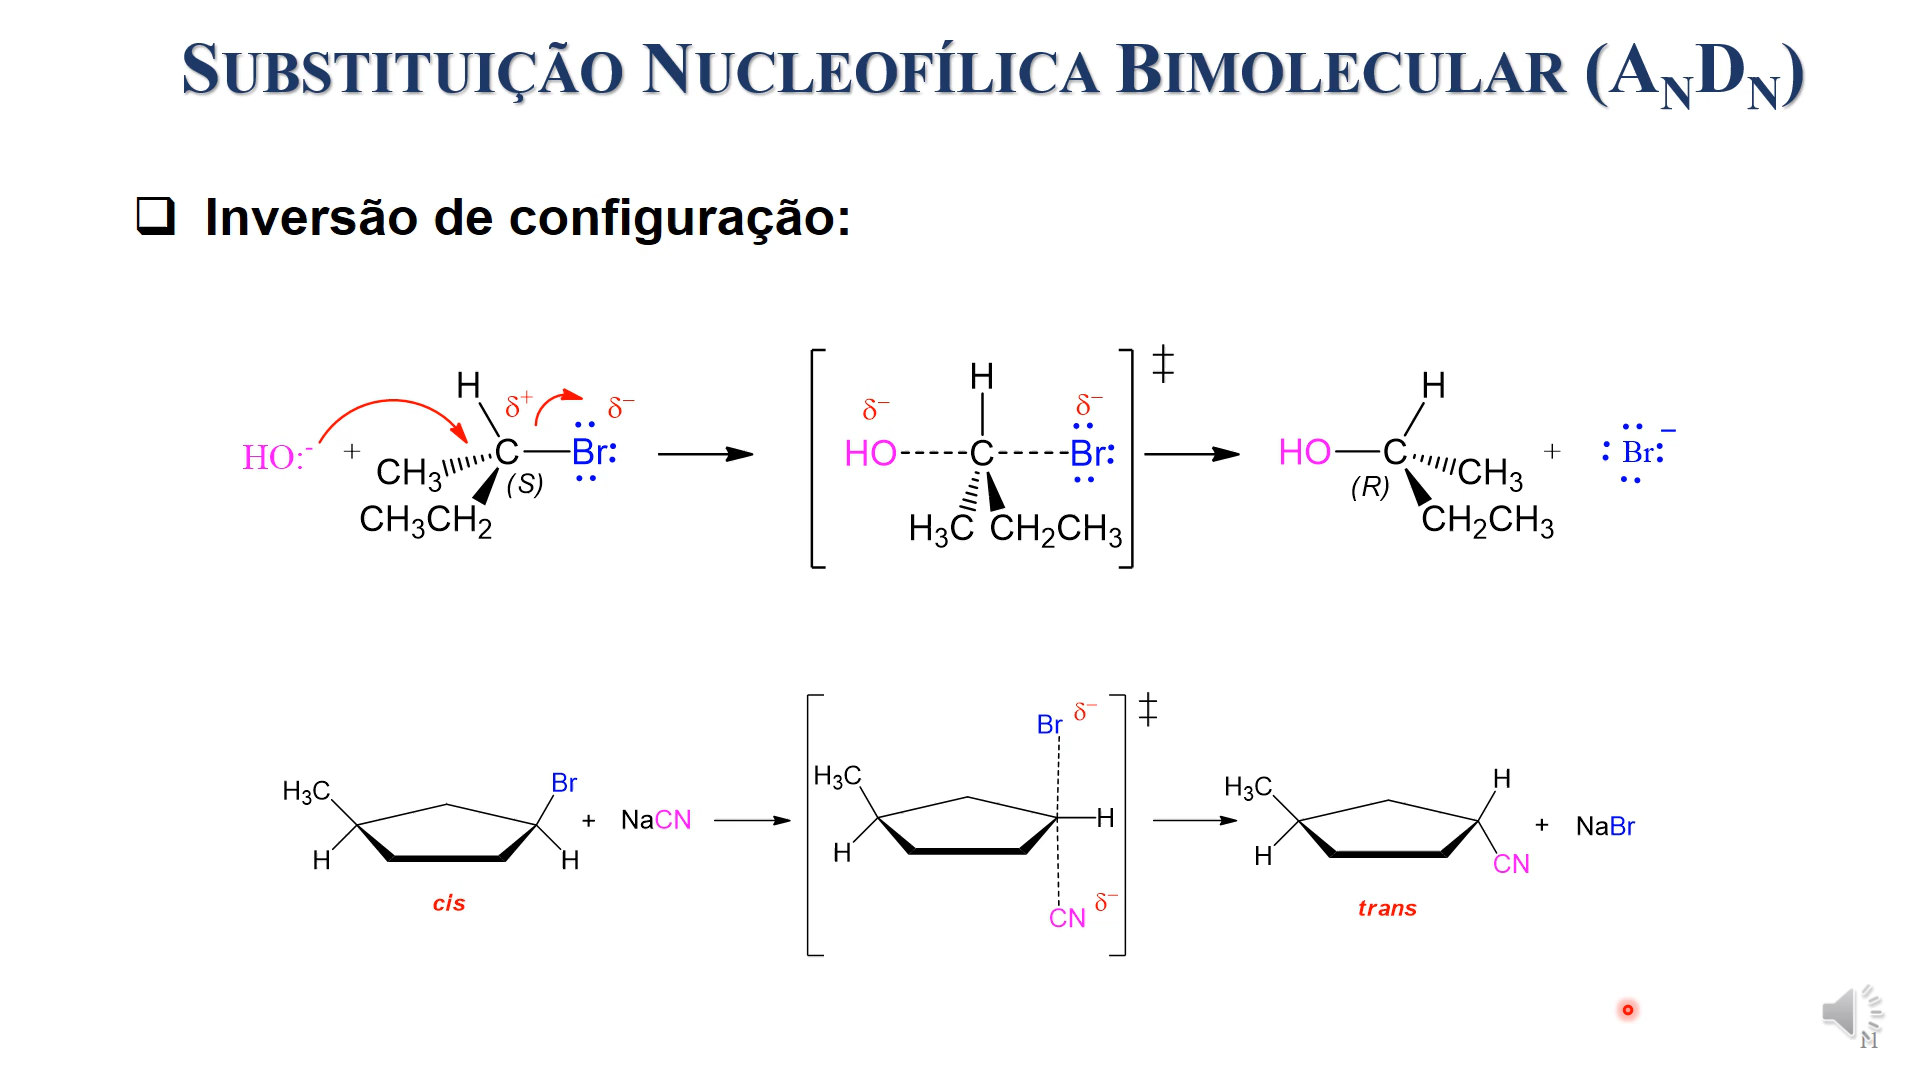 SUBSTITUIÇÃO NUCLEOFÍLICA BIMOLECULAR (AₙDₙ)
❑ Inversão de configuração:
H δ⁺ δ⁻
HO:⁻ + CH₃ C Br: (S)
CH₃CH₂
H ‡
δ⁻ δ⁻
HO C Br:
H₃C CH₂CH₃
H
HO C CH₃ (R) + :Br:⁻
CH₂CH₃
H₃C Br
H H
+ NaCN
cis
Br δ⁻ ‡
H₃C
H
H
CN δ⁻
H₃C H
H CN
+ NaBr
trans
11